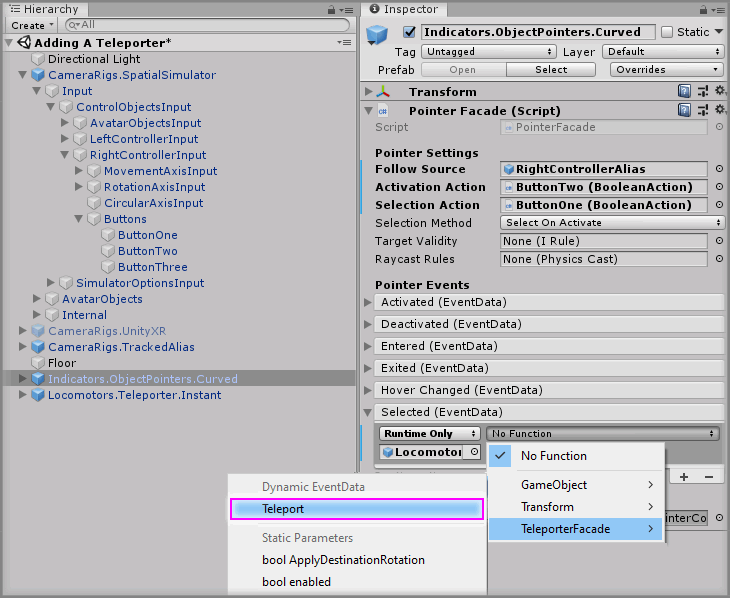 Hierarchy
Create
All
Adding A Teleporter*
Directional Light
CameraRigs.SpatialSimulator
Input
ControlObjectsInput
AvatarObjectsInput
LeftControllerInput
RightControllerInput
MovementAxisInput
RotationAxisInput
CircularAxisInput
Buttons
ButtonOne
ButtonTwo
ButtonThree
SimulatorOptionsInput
AvatarObjects
Internal
CameraRigs.UnityXR
CameraRigs.TrackedAlias
Floor
Indicators.ObjectPointers.Curved
Locomotors.Teleporter.Instant
Inspector
Indicators.ObjectPointers.Curved Static
Tag Untagged Layer Default
Prefab Open Select Overrides
Transform
Pointer Facade (Script)
Script PointerFacade
Pointer Settings
Follow Source RightControllerAlias
Activation Action ButtonTwo (BooleanAction)
Selection Action ButtonOne (BooleanAction)
Selection Method Select On Activate
Target Validity None (I Rule)
Raycast Rules None (Physics Cast)
Pointer Events
Activated (EventData)
Deactivated (EventData)
Entered (EventData)
Exited (EventData)
Hover Changed (EventData)
Selected (EventData)
Runtime Only No Function
Locomotor
No Function
GameObject
Transform
TeleporterFacade
Dynamic EventData
Teleport
Static Parameters
bool ApplyDestinationRotation
bool enabled